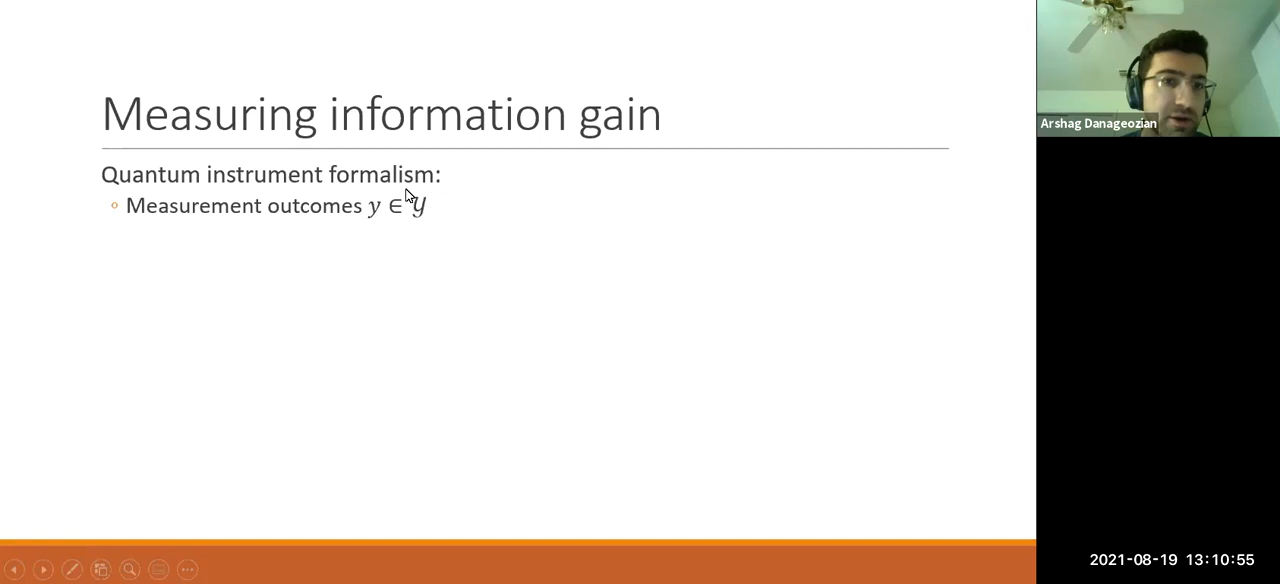 Measuring information gain
Quantum instrument formalism:
Measurement outcomes y ∈ 𝒴
Arshag Danageozian
2021-08-19 13:10:55